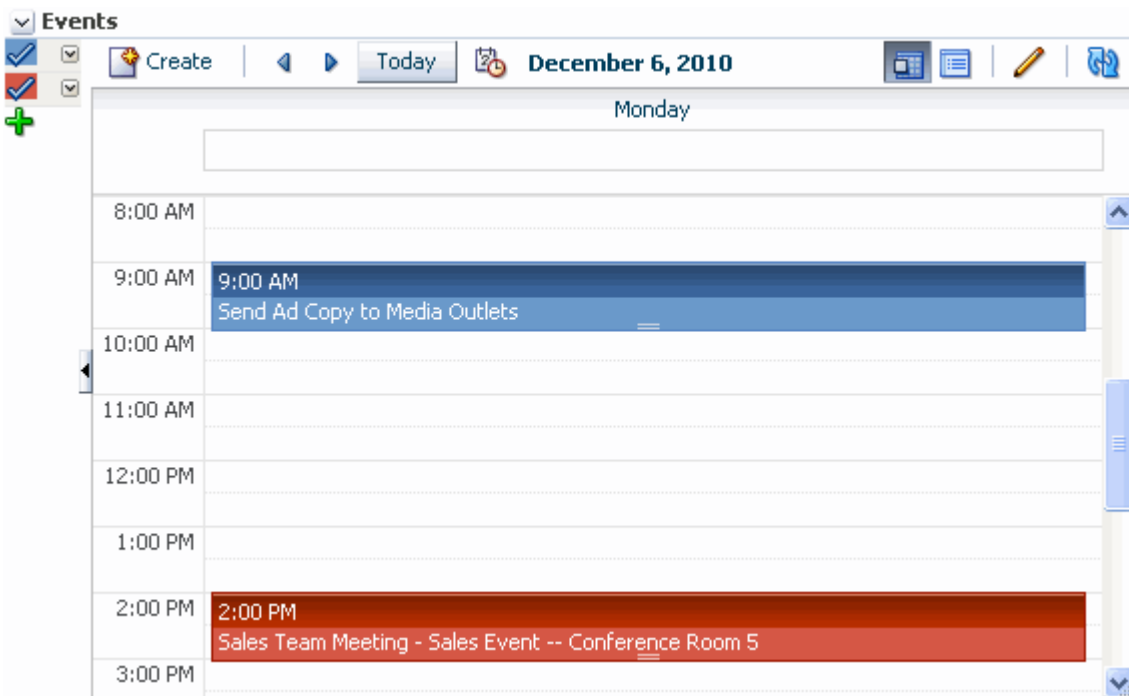 Events
Create
Today
December 6, 2010
Monday
8:00 AM
9:00 AM
9:00 AM
Send Ad Copy to Media Outlets
10:00 AM
11:00 AM
12:00 PM
1:00 PM
2:00 PM
2:00 PM
Sales Team Meeting - Sales Event -- Conference Room 5
3:00 PM